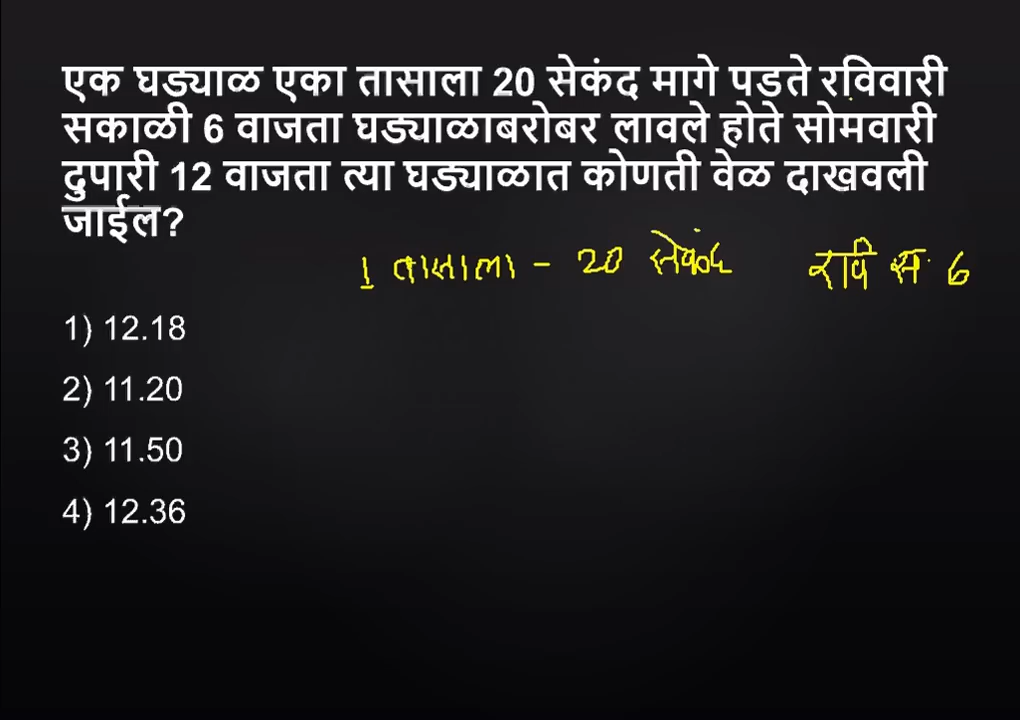 एक घड्याळ एका तासाला 20 सेकंद मागे पडते रविवारी
सकाळी 6 वाजता घड्याळाबरोबर लावले होते सोमवारी
दुपारी 12 वाजता त्या घड्याळात कोणती वेळ दाखवली
जाईल?
1 तासाला - 20 सेकंद रवि स 6
1) 12.18
2) 11.20
3) 11.50
4) 12.36